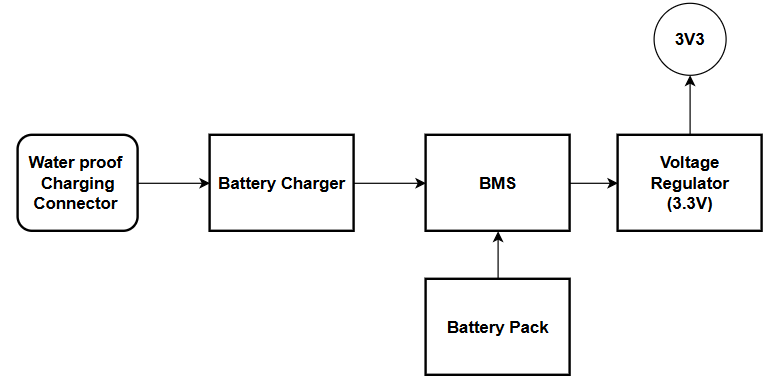 3V3
Water proof
Charging
Connector
Battery Charger
BMS
Voltage
Regulator
(3.3V)
Battery Pack